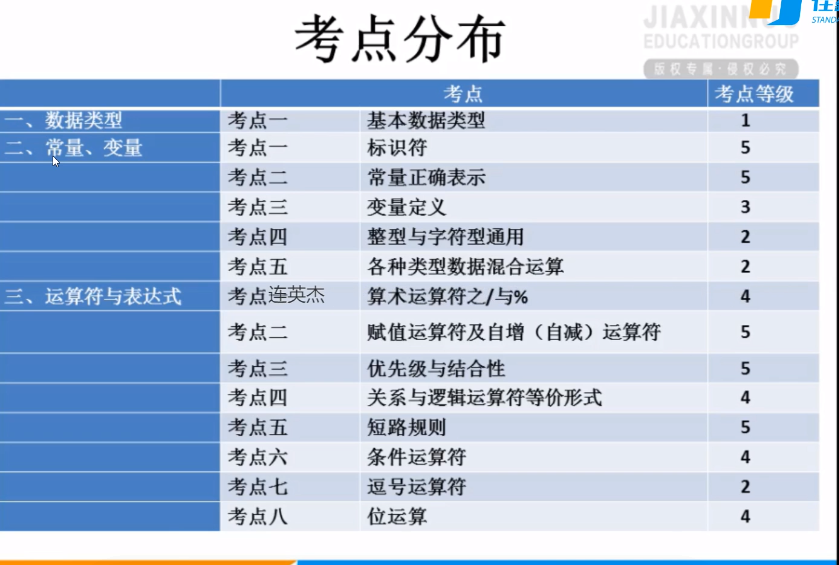 考点分布
JIAXINNUO
EDUCATIONGROUP
版权专属·侵权必究
考点 考点等级
一、数据类型 考点一 基本数据类型 1
二、常量、变量 考点一 标识符 5
考点二 常量正确表示 5
考点三 变量定义 3
考点四 整型与字符型通用 2
考点五 各种类型数据混合运算 2
三、运算符与表达式 考点连英杰 算术运算符之/与% 4
考点二 赋值运算符及自增（自减）运算符 5
考点三 优先级与结合性 5
考点四 关系与逻辑运算符等价形式 4
考点五 短路规则 5
考点六 条件运算符 4
考点七 逗号运算符 2
考点八 位运算 4